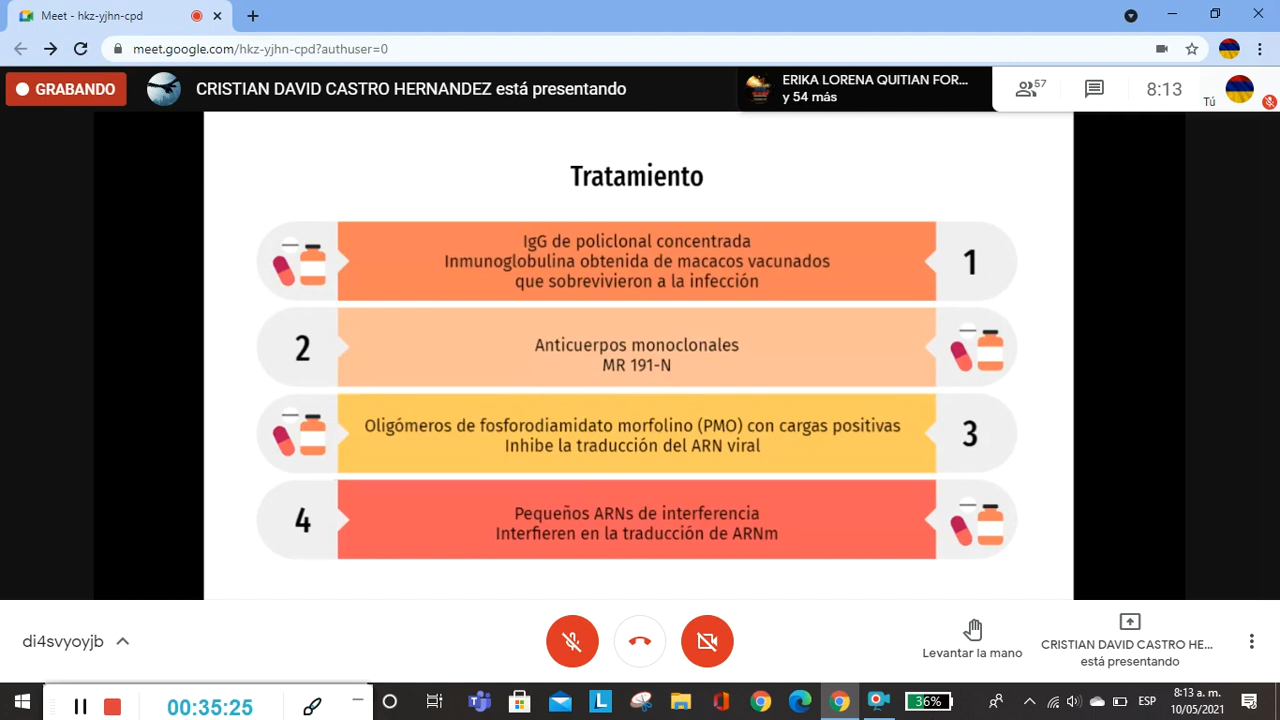 Meet - hkz-yjhn-cpd
meet.google.com/hkz-yjhn-cpd?authuser=0
GRABANDO
CRISTIAN DAVID CASTRO HERNANDEZ está presentando
ERIKA LORENA QUITIAN FOR...
y 54 más
57
8:13
Tú
Tratamiento
IgG de policlonal concentrada
Inmunoglobulina obtenida de macacos vacunados
que sobrevivieron a la infección
1
2
Anticuerpos monoclonales
MR 191-N
Oligómeros de fosforodiamidato morfolino (PMO) con cargas positivas
Inhibe la traducción del ARN viral
3
4
Pequeños ARNs de interferencia
Interfieren en la traducción de ARNm
di4svyoyjb
Levantar la mano
CRISTIAN DAVID CASTRO HE...
está presentando
00:35:25
L
36%
ESP
8:13 a. m.
10/05/2021